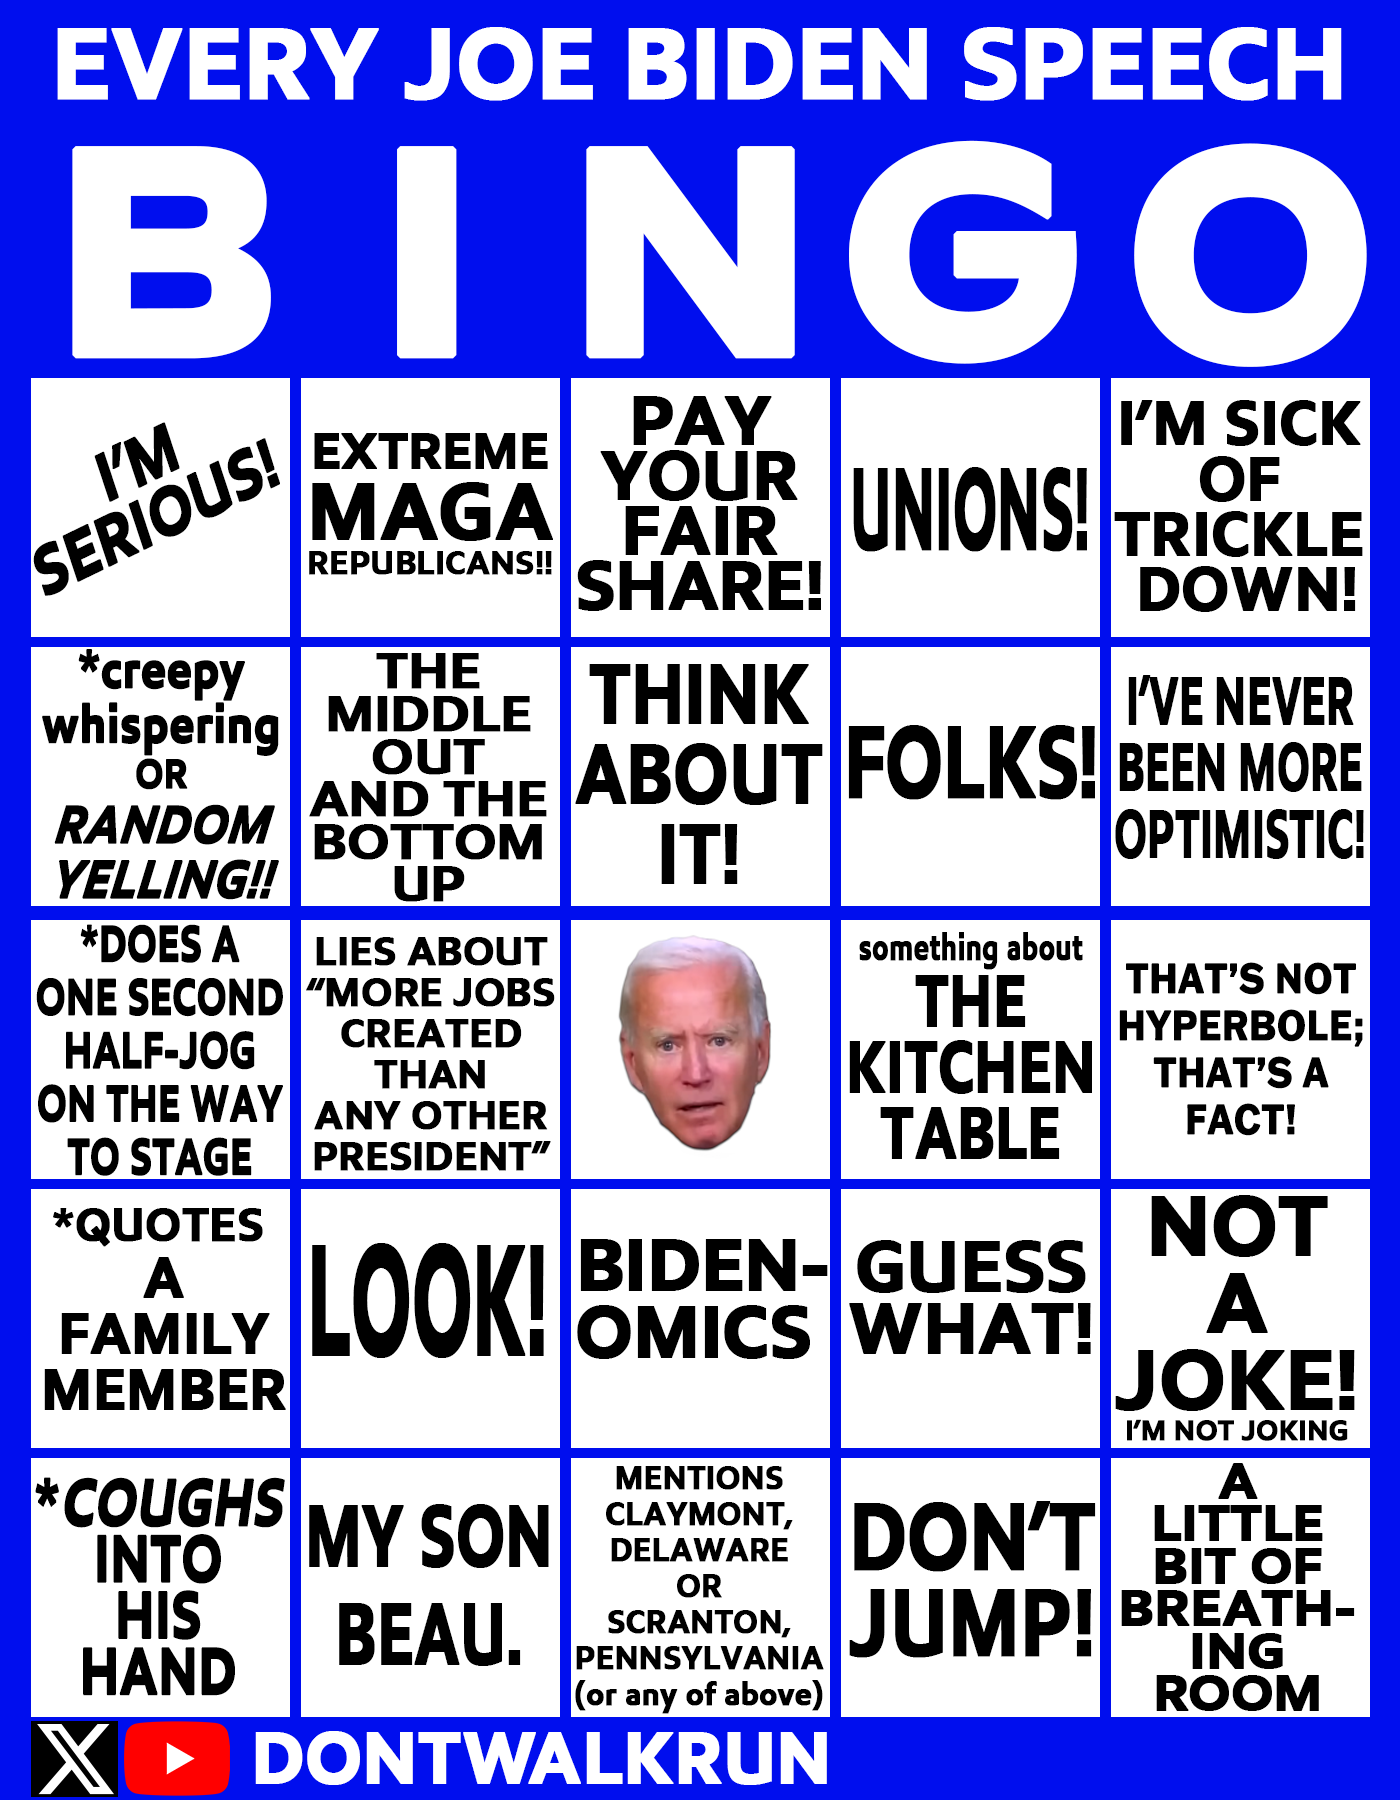 EVERY JOE BIDEN SPEECH
BINGO
I'M
SERIOUS!
EXTREME
MAGA
REPUBLICANS!!
PAY
YOUR
FAIR
SHARE!
UNIONS!
I'M SICK
OF
TRICKLE
DOWN!
*creepy
whispering
OR
RANDOM
YELLING!!
THE
MIDDLE
OUT
AND THE
BOTTOM
UP
THINK
ABOUT
IT!
FOLKS!
I'VE NEVER
BEEN MORE
OPTIMISTIC!
*DOES A
ONE SECOND
HALF-JOG
ON THE WAY
TO STAGE
LIES ABOUT
“MORE JOBS
CREATED
THAN
ANY OTHER
PRESIDENT”
something about
THE
KITCHEN
TABLE
THAT'S NOT
HYPERBOLE;
THAT'S A
FACT!
*QUOTES
A
FAMILY
MEMBER
LOOK!
BIDEN-
OMICS
GUESS
WHAT!
NOT
A
JOKE!
I'M NOT JOKING
*COUGHS
INTO
HIS
HAND
MY SON
BEAU.
MENTIONS
CLAYMONT,
DELAWARE
OR
SCRANTON,
PENNSYLVANIA
(or any of above)
DON'T
JUMP!
A
LITTLE
BIT OF
BREATH-
ING
ROOM
X DONTWALKRUN